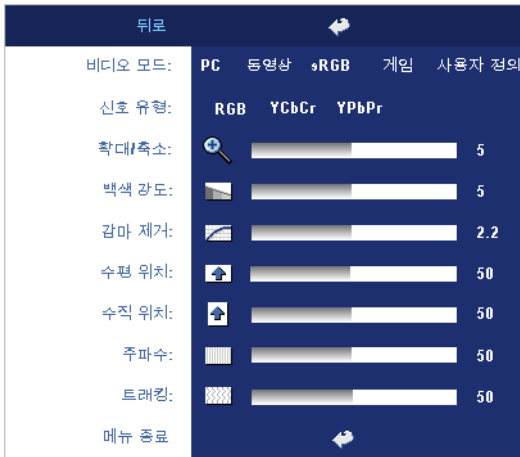 뒤로
비디오 모드: PC 동영상 sRGB 게임 사용자 정의
신호 유형: RGB YCbCr YPbPr
확대/축소: 5
백색 광도: 5
감마 제거: 2.2
수평 위치: 50
수직 위치: 50
주파수: 50
트래킹: 50
메뉴 종료